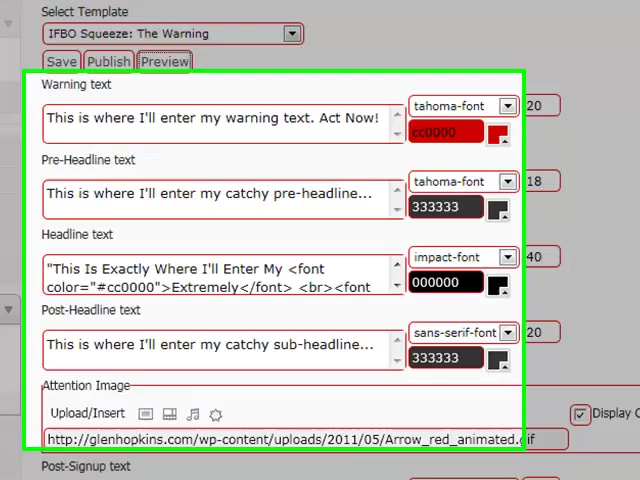 Select Template
IFBO Squeeze: The Warning
Save Publish Preview
Warning text
This is where I'll enter my warning text. Act Now! tahoma-font 20
cc0000
Pre-Headline text
This is where I'll enter my catchy pre-headline... tahoma-font 18
333333
Headline text
"This Is Exactly Where I'll Enter My <font impact-font 40
color="#cc0000">Extremely</font> <br><font 000000
Post-Headline text
This is where I'll enter my catchy sub-headline... sans-serif-font 20
333333
Attention Image
Upload/Insert Display
http://glenhopkins.com/wp-content/uploads/2011/05/Arrow_red_animated.gif
Post-Signup text